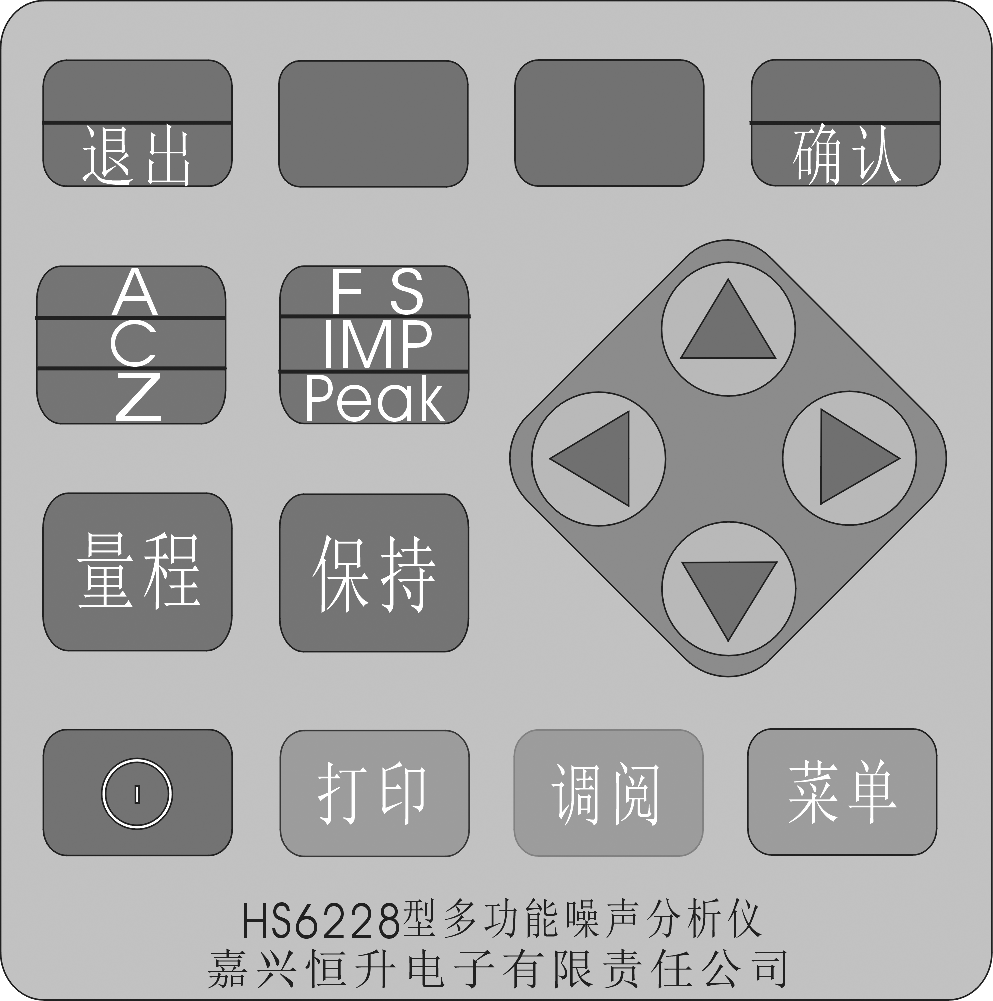 退出
确认
A
C
Z
F S
IMP
Peak
量程
保持
打印
调阅
菜单
HS6228型多功能噪声分析仪
嘉兴恒升电子有限责任公司